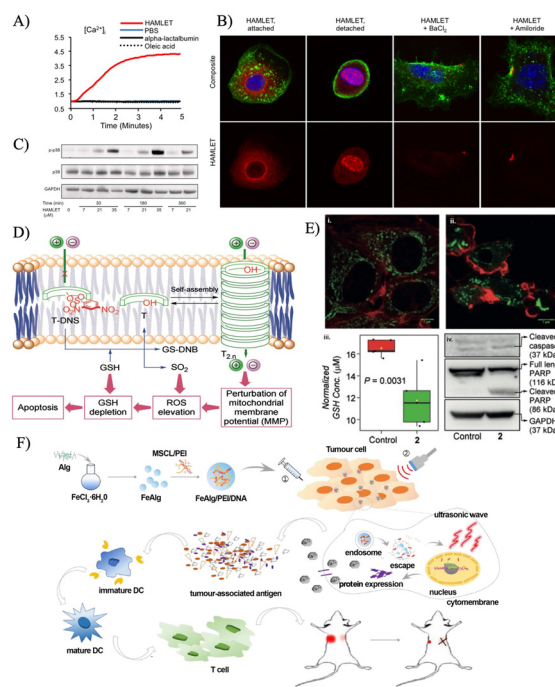 A)
[Ca²⁺]ᵢ
HAMLET
PBS
alpha-lactalbumin
Oleic acid
5.5
4.5
3.5
2.5
1.5
0.5
0 1 2 3 4 5
Time (Minutes)
B)
HAMLET, attached
HAMLET, detached
HAMLET + BaCl₂
HAMLET + Amiloride
Composite
HAMLET
C)
p-p38
p38
GAPDH
Time (min) 30 180 360
HAMLET (μM) 0 7 21 35 7 21 35 7 21
D)
T-DNS
NO₂
OH
T
Self-assembly
OH
T₂.ₙ
GS-DNB
GSH
SO₂
Apoptosis
GSH depletion
ROS elevation
Perturbation of mitochondrial membrane potential (MMP)
E)
i.
ii.
iii.
Normalized GSH Conc. (μM)
16
14
12
10
P = 0.0031
Control 2
iv.
Cleaved caspase (37 kDa
Full len PARP (116 kDa
Cleaved PARP (86 kDa
GAPDH (37 kDa
Control 2
F)
Alg
FeCl₃·6H₂0
FeAlg
MSCL/PEI
FeAlg/PEI/DNA
①
Tumour cell
②
ultrasonic wave
endosome
escape
protein expression
nucleus
cytomembrane
tumour-associated antigen
immature DC
mature DC
T cell